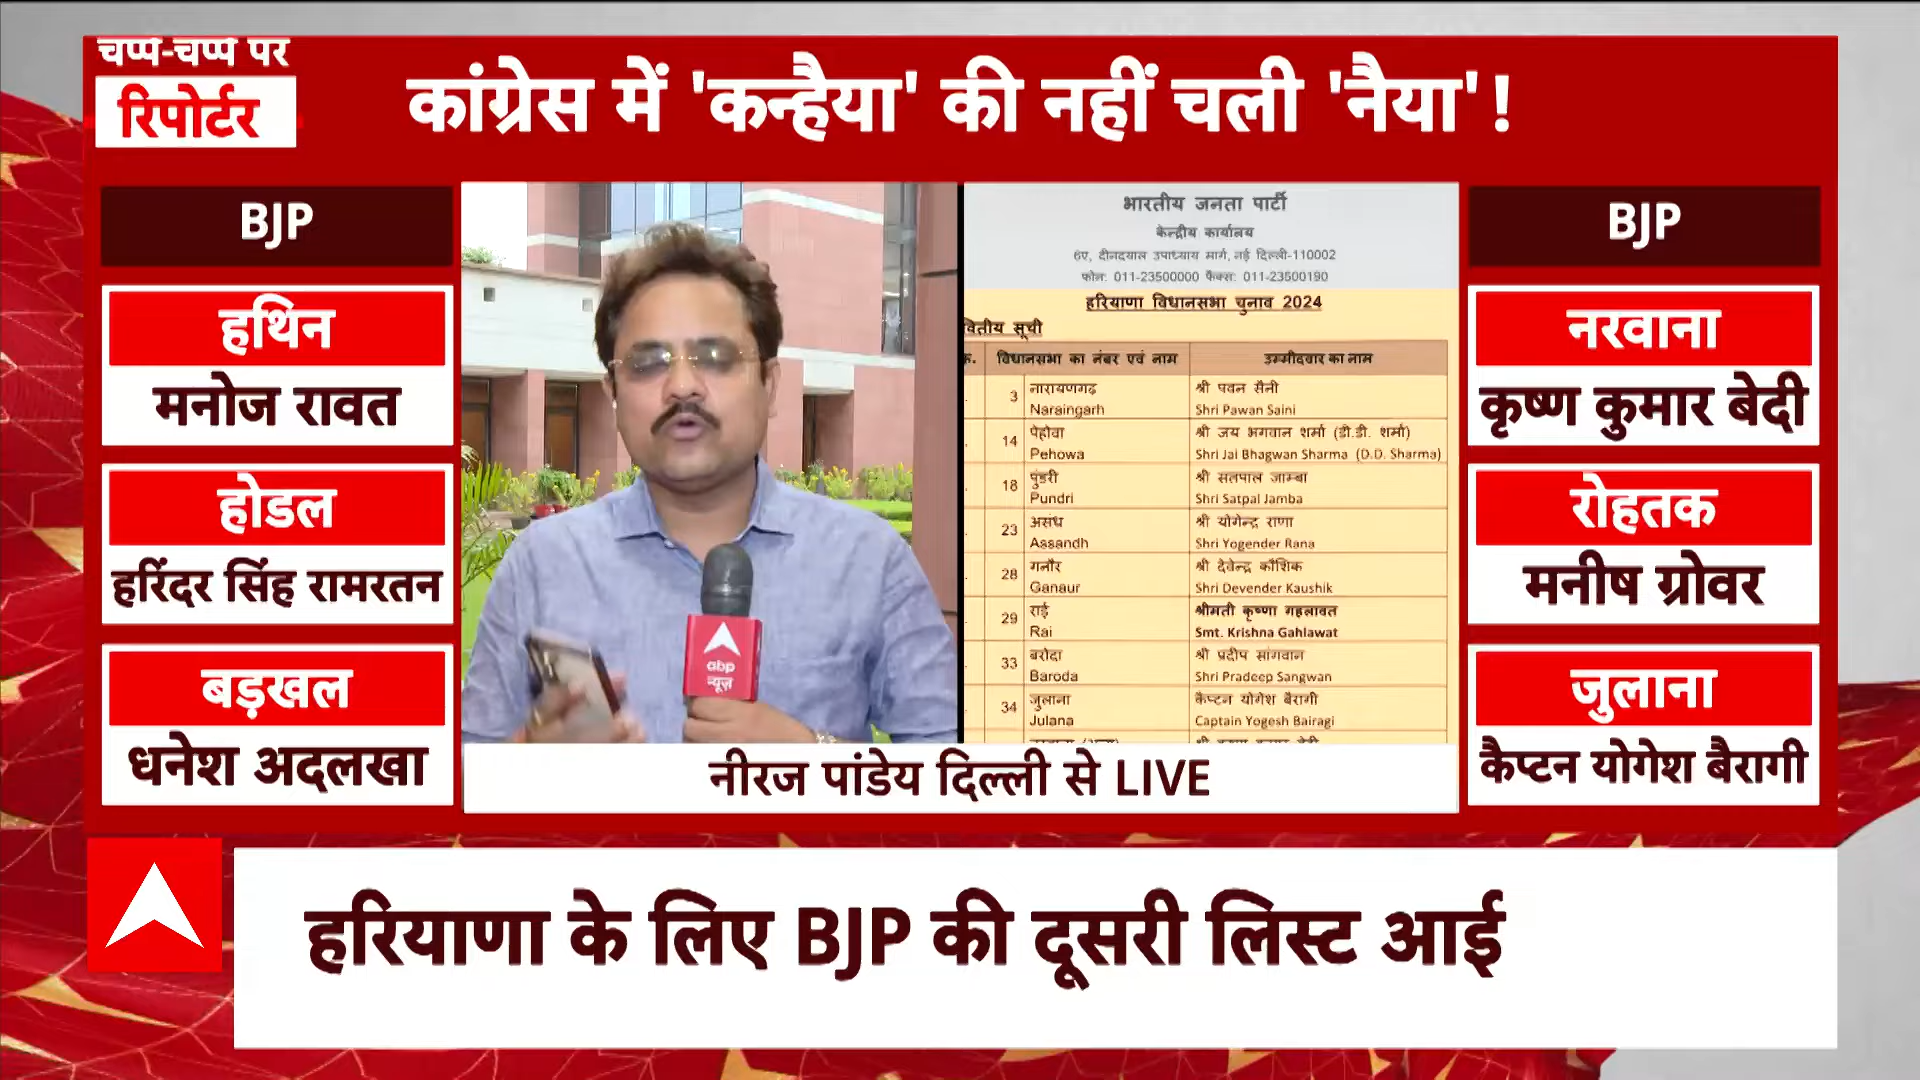 चप्पे-चप्पे पर
रिपोर्टर
कांग्रेस में 'कन्हैया' की नहीं चली 'नैया'!
BJP
हथिन
मनोज रावत
होडल
हरिंदर सिंह रामरतन
बड़खल
धनेश अदलखा
abp
न्यूज़
भारतीय जनता पार्टी
केन्द्रीय कार्यालय
6ए, दीनदयाल उपाध्याय मार्ग, नई दिल्ली-110002
फोन: 011-23500000 फैक्स: 011-23500190
हरियाणा विधानसभा चुनाव 2024
सूची
विधानसभा का नंबर एवं नाम उम्मीदवार का नाम
3 नारायणगढ़ श्री पवन सैनी
Naraingarh Shri Pawan Saini
14 पेहोवा श्री जय भगवान शर्मा (डी.डी. शर्मा)
Pehowa Shri Jai Bhagwan Sharma (D.D. Sharma)
18 पुंडरी श्री सतपाल जाम्बा
Pundri Shri Satpal Jamba
23 असंध श्री योगेन्द्र राणा
Assandh Shri Yogender Rana
28 गनौर श्री देवेन्द्र कौशिक
Ganaur Shri Devender Kaushik
29 राई श्रीमती कृष्णा गहलावत
Rai Smt. Krishna Gahlawat
33 बरोदा श्री प्रदीप सांगवान
Baroda Shri Pradeep Sangwan
34 जुलाना कैप्टन योगेश बैरागी
Julana Captain Yogesh Bairagi
नीरज पांडेय दिल्ली से LIVE
BJP
नरवाना
कृष्ण कुमार बेदी
रोहतक
मनीष ग्रोवर
जुलाना
कैप्टन योगेश बैरागी
हरियाणा के लिए BJP की दूसरी लिस्ट आई